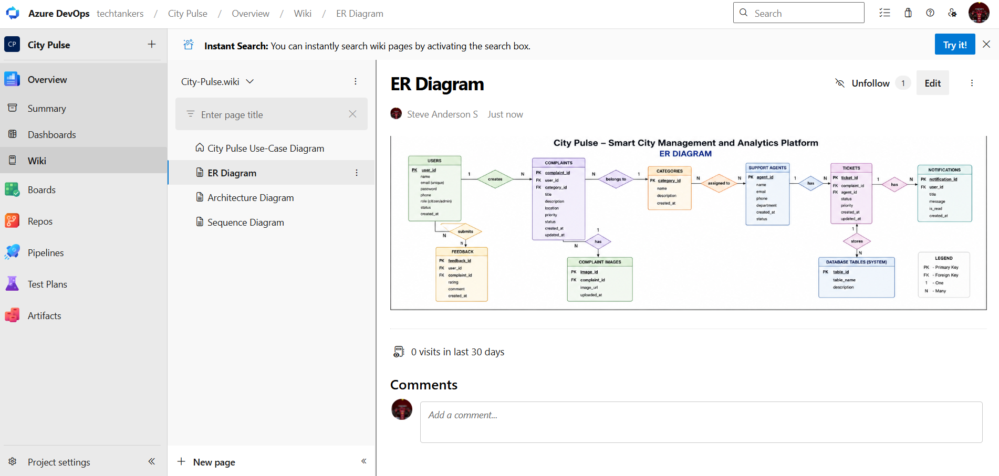 Azure DevOps techtankers / City Pulse / Overview / Wiki / ER Diagram
Search
CP City Pulse
Overview
Summary
Dashboards
Wiki
Boards
Repos
Pipelines
Test Plans
Artifacts
Project settings
Instant Search: You can instantly search wiki pages by activating the search box.
Try it!
City-Pulse.wiki
Enter page title
City Pulse Use-Case Diagram
ER Diagram
Architecture Diagram
Sequence Diagram
New page
ER Diagram
Unfollow 1 Edit
Steve Anderson S Just now
City Pulse – Smart City Management and Analytics Platform
ER DIAGRAM
USERS
PK user_id
name
email (unique)
password
phone
role (citizen/admin)
status
created_at
1 creates N
COMPLAINTS
PK complaint_id
FK user_id
FK category_id
title
description
location
priority
status
created_at
updated_at
N belongs to 1
CATEGORIES
PK category_id
name
description
created_at
N assigned to N
SUPPORT AGENTS
PK agent_id
name
email
phone
department
created_at
status
1 has N
TICKETS
PK ticket_id
FK complaint_id
FK agent_id
status
priority
created_at
updated_at
1 has N
NOTIFICATIONS
PK notification_id
FK user_id
title
message
is_read
created_at
N submits
N
FEEDBACK
PK feedback_id
FK user_id
FK complaint_id
rating
comment
created_at
1
N has
COMPLAINT IMAGES
PK image_id
FK complaint_id
image_url
uploaded_at
1
stores
N
DATABASE TABLES (SYSTEM)
PK table_id
table_name
description
LEGEND
PK - Primary Key
FK - Foreign Key
1 - One
N - Many
0 visits in last 30 days
Comments
Add a comment...